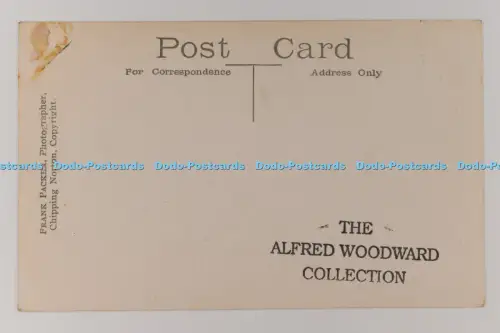 Post Card
For Correspondence Address Only
FRANK PACKER, Photographer,
Chipping Norton, Copyright.
Dodo-Postcards Dodo-Postcards Dodo-Postcards Dodo-Postcards
THE
ALFRED WOODWARD
COLLECTION